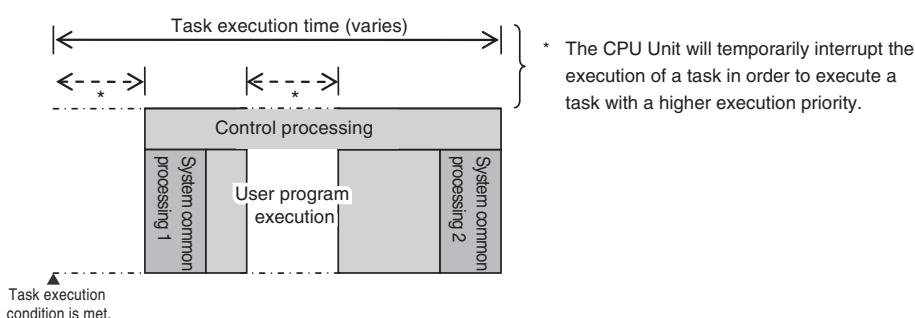 Task execution time (varies)
*
*
* The CPU Unit will temporarily interrupt the
execution of a task in order to execute a
task with a higher execution priority.
Control processing
System common
processing 1
User program
execution
System common
processing 2
Task execution
condition is met.